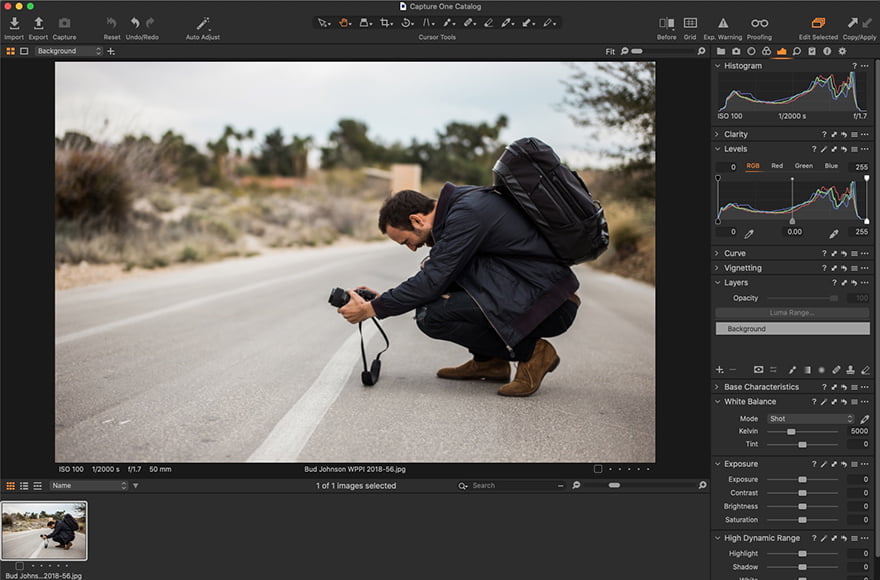 Capture One Catalog
Import Export Capture Reset Undo/Redo Auto Adjust Cursor Tools Before Grid Exp. Warning Proofing Edit Selected Copy/Apply
Background Fit
Histogram ?
ISO 100 1/2000 s f/1.7
Clarity ?
Levels ?
0 RGB Red Green Blue 255
0 0.00 255
Curve ?
Vignetting ?
Layers ?
Opacity 100
Luma Range...
Background
Base Characteristics ?
White Balance ?
Mode Shot
Kelvin 5000
Tint 0
Exposure ?
Exposure 0
Contrast 0
Brightness 0
Saturation 0
High Dynamic Range ?
Highlight 0
Shadow 0
ISO 100 1/2000 s f/1.7 50 mm Bud Johnson WPPI 2018-56.jpg
Name 1 of 1 images selected Search
Bud Johns...2018-56.jpg